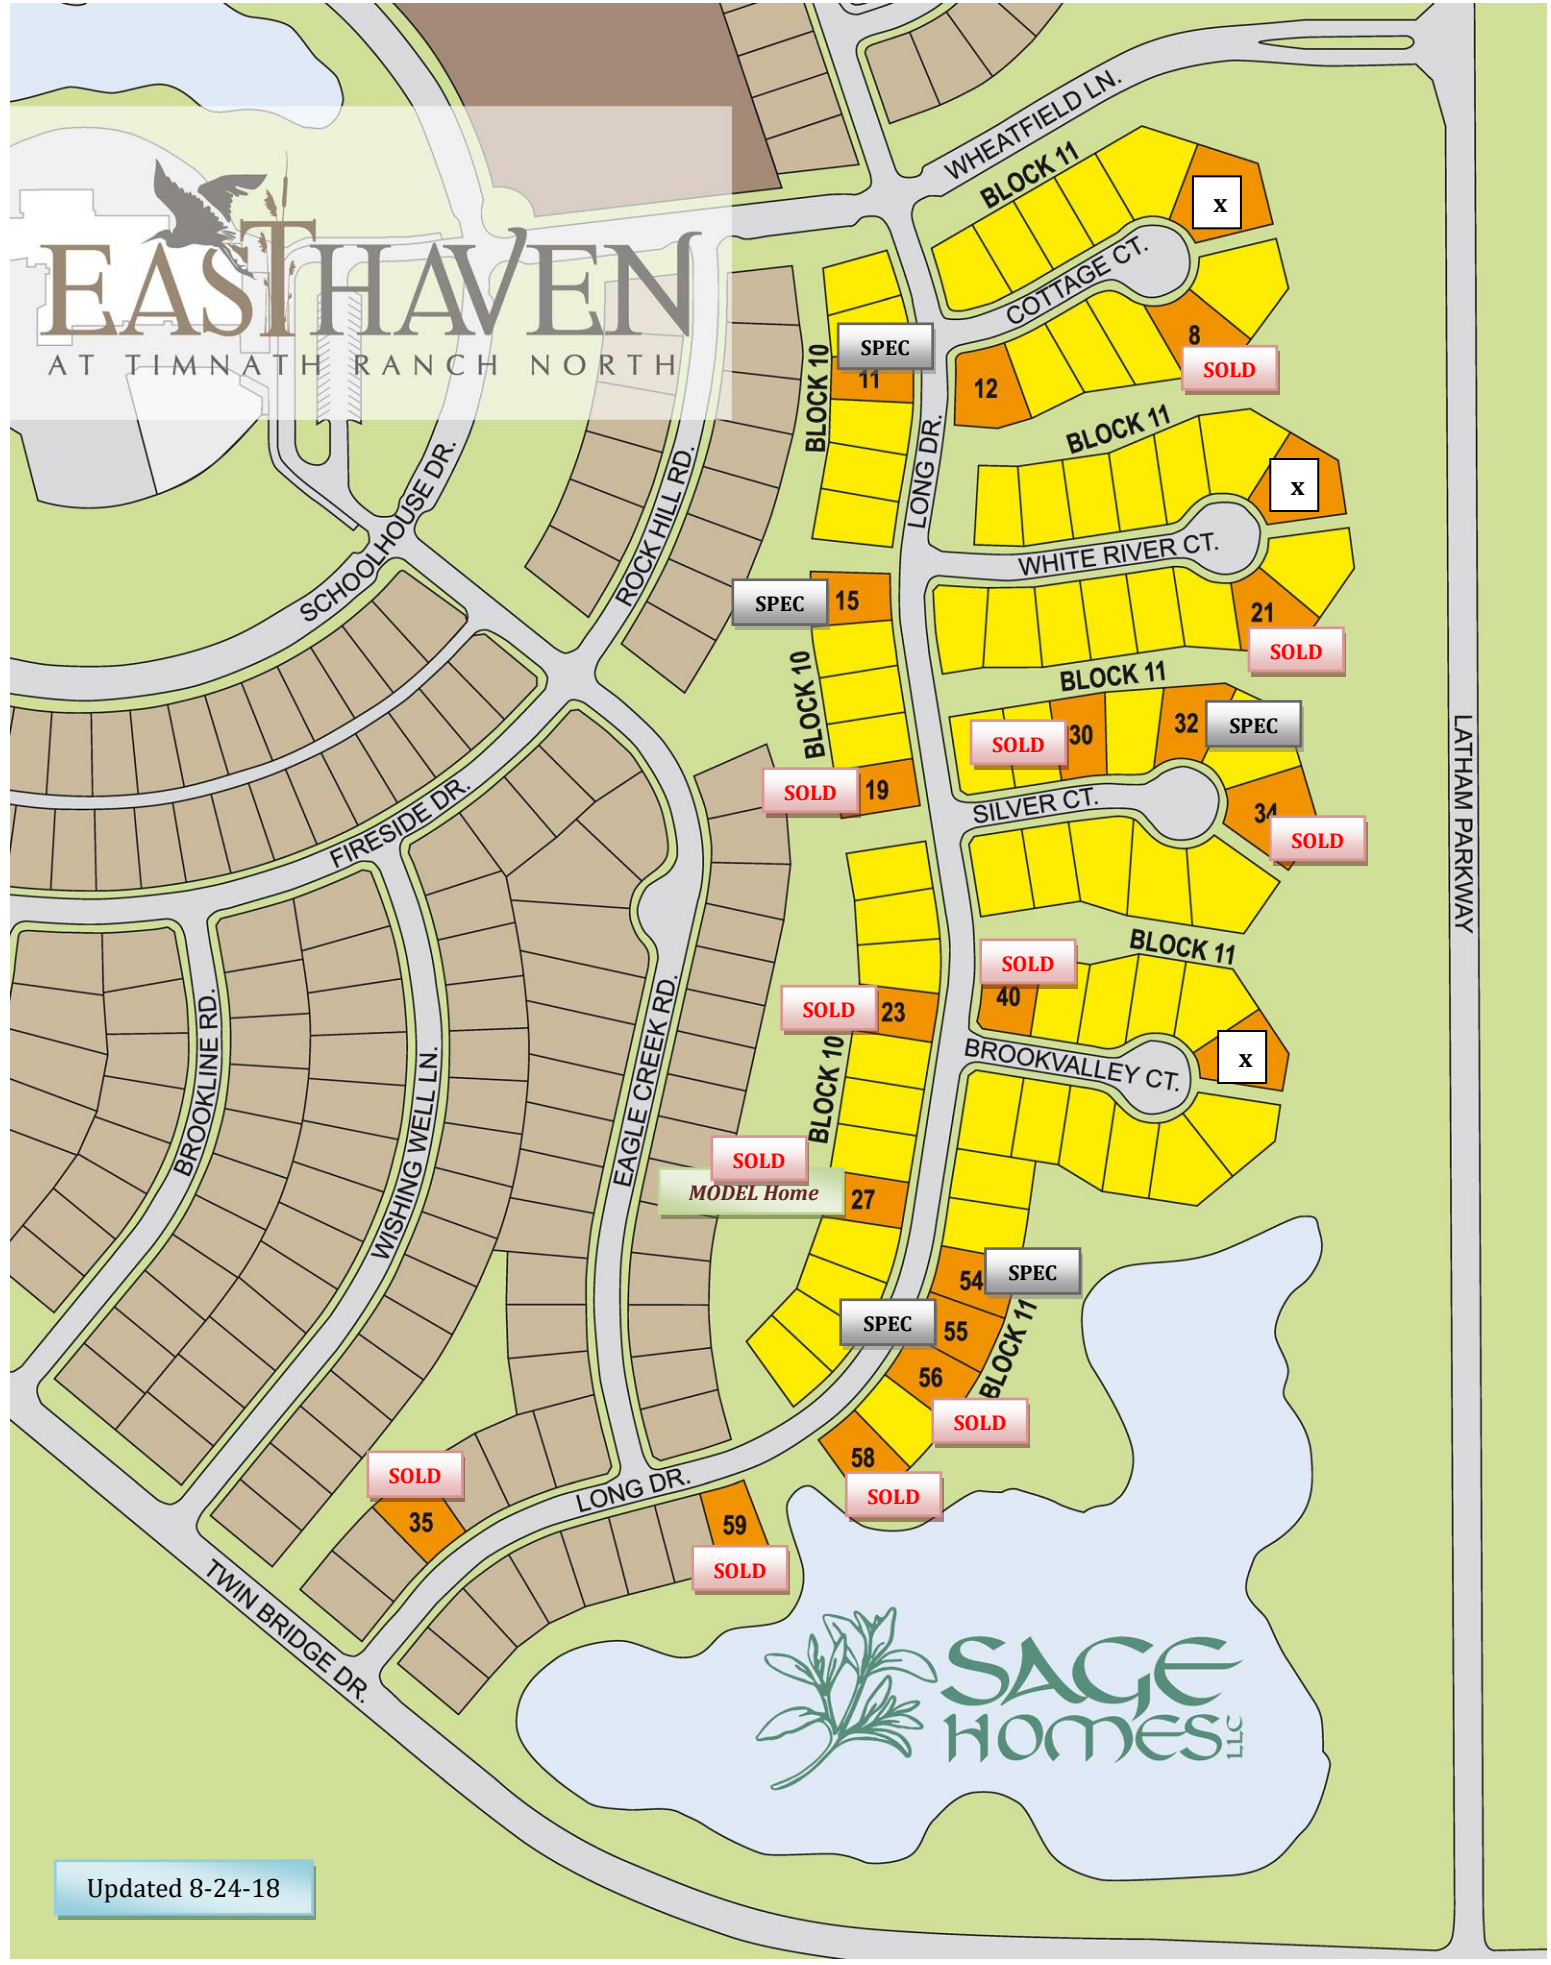 WHEATFIELD LN.
BLOCK 11
x
EASTHAVEN
AT TIMNATH RANCH NORTH
COTTAGE CT.
SPEC
11
BLOCK 10
8
SOLD
12
LONG DR.
BLOCK 11
x
SCHOOLHOUSE DR.
ROCK HILL RD.
WHITE RIVER CT.
SPEC
15
21
SOLD
BLOCK 11
BLOCK 10
SOLD
30
32
SPEC
LATHAM PARKWAY
SOLD
19
SILVER CT.
34
SOLD
FIRESIDE DR.
BLOCK 11
SOLD
40
SOLD
23
BROOKVALLEY CT.
x
BROOKLINE RD.
WISHING WELL LN.
EAGLE CREEK RD.
BLOCK 10
SOLD
MODEL Home
27
54
SPEC
SPEC
55
BLOCK 11
56
SOLD
58
SOLD
SOLD
35
LONG DR.
59
SOLD
TWIN BRIDGE DR.
SAGE
HOMES LLC
Updated 8-24-18